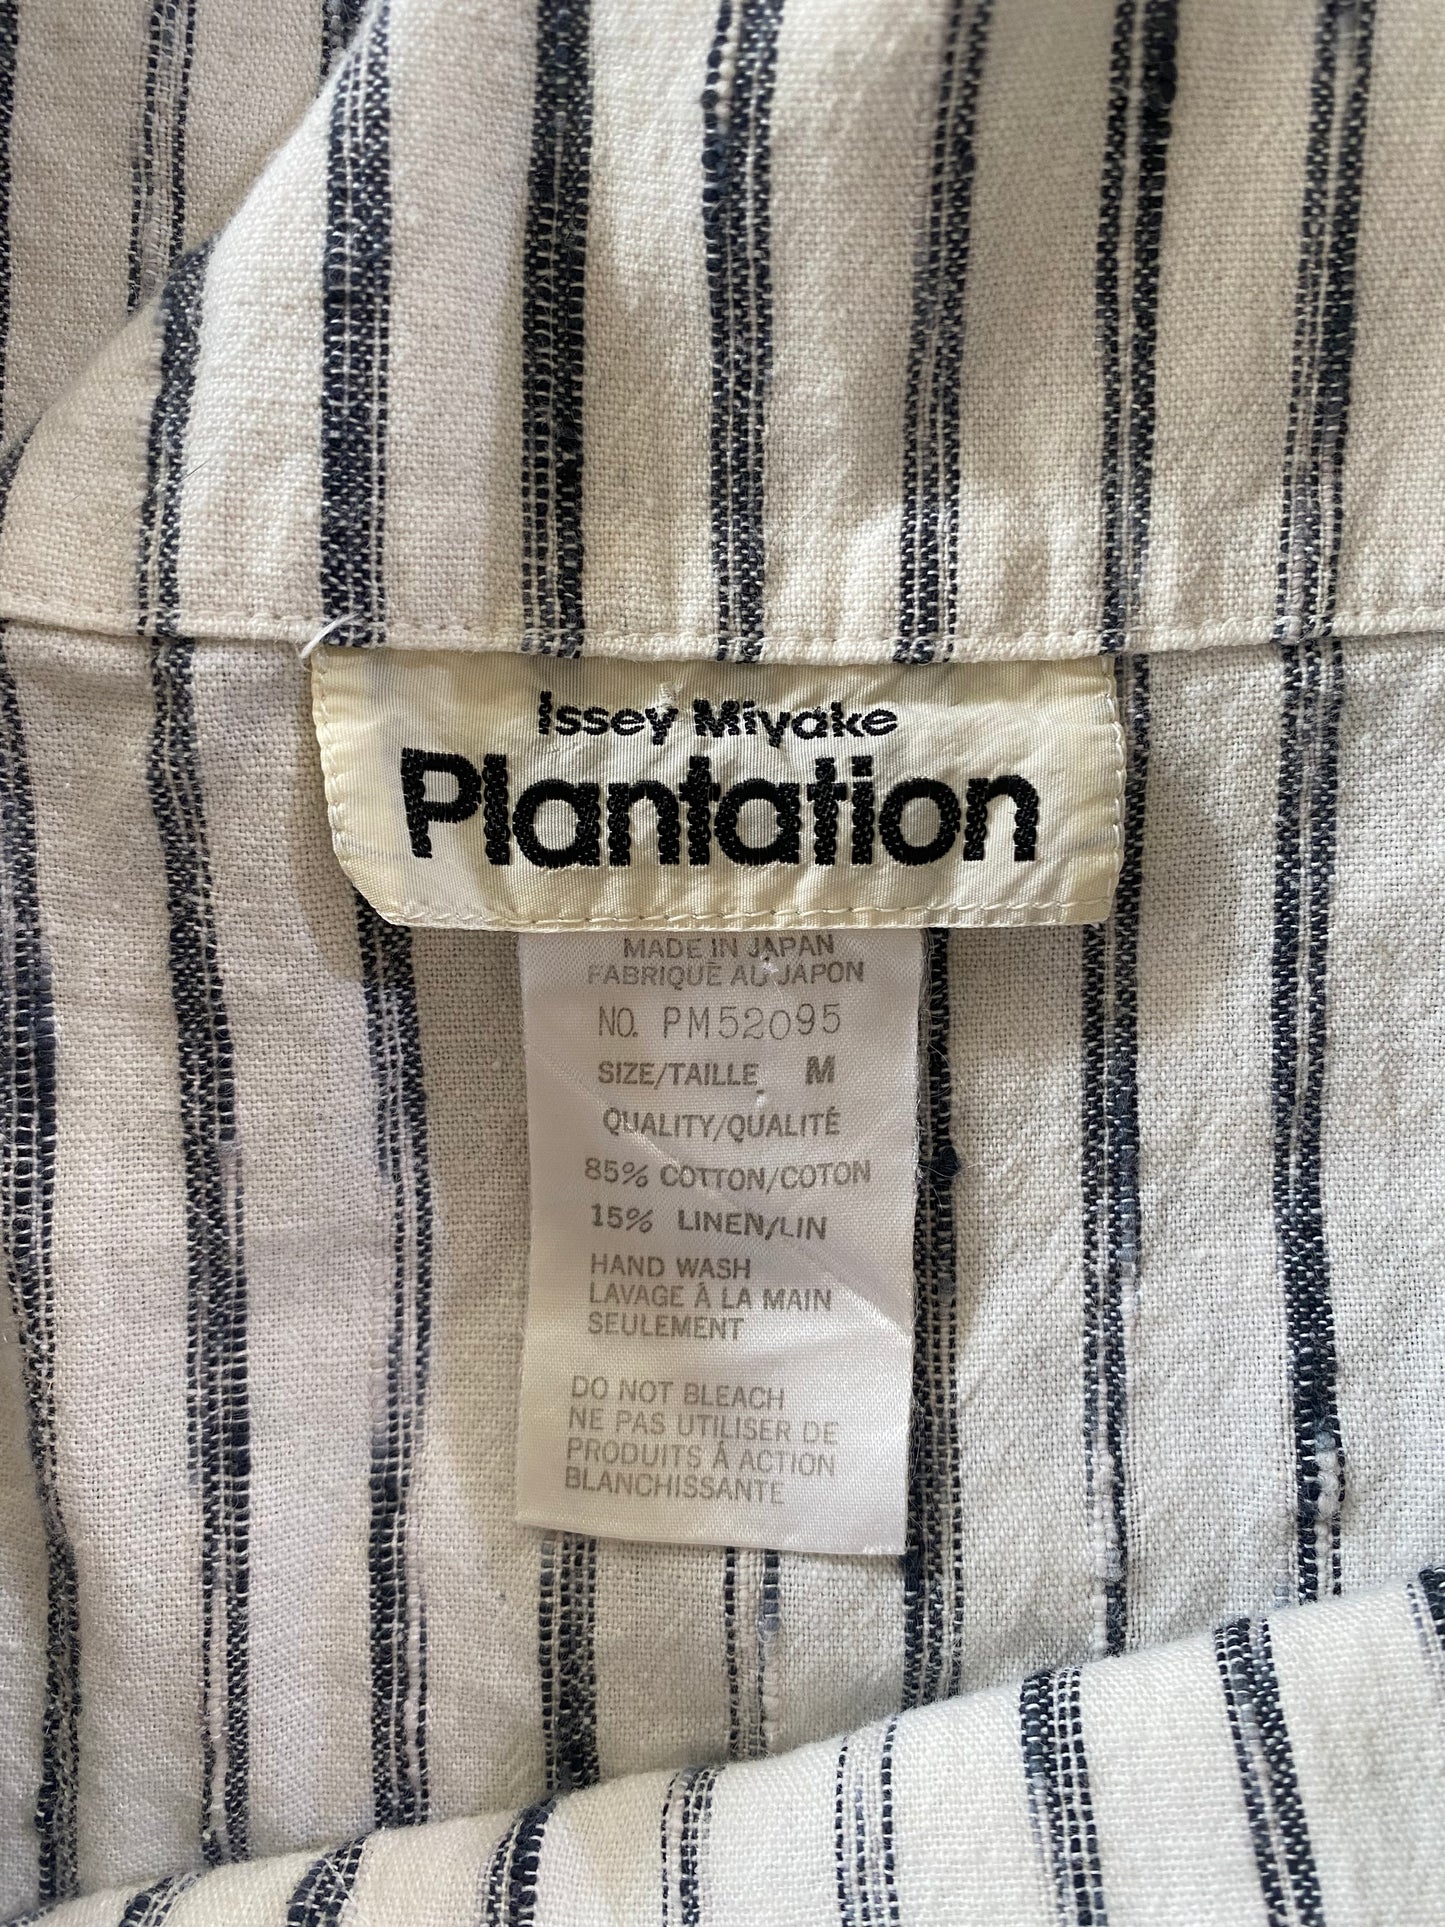 Issey Miyake
Plantation
MADE IN JAPAN
FABRIQUÉ AU JAPON
NO. PM52095
SIZE/TAILLE M
QUALITY/QUALITÉ
85% COTTON/COTON
15% LINEN/LIN
HAND WASH
LAVAGE À LA MAIN
SEULEMENT
DO NOT BLEACH
NE PAS UTILISER DE
PRODUITS À ACTION
BLANCHISSANTE